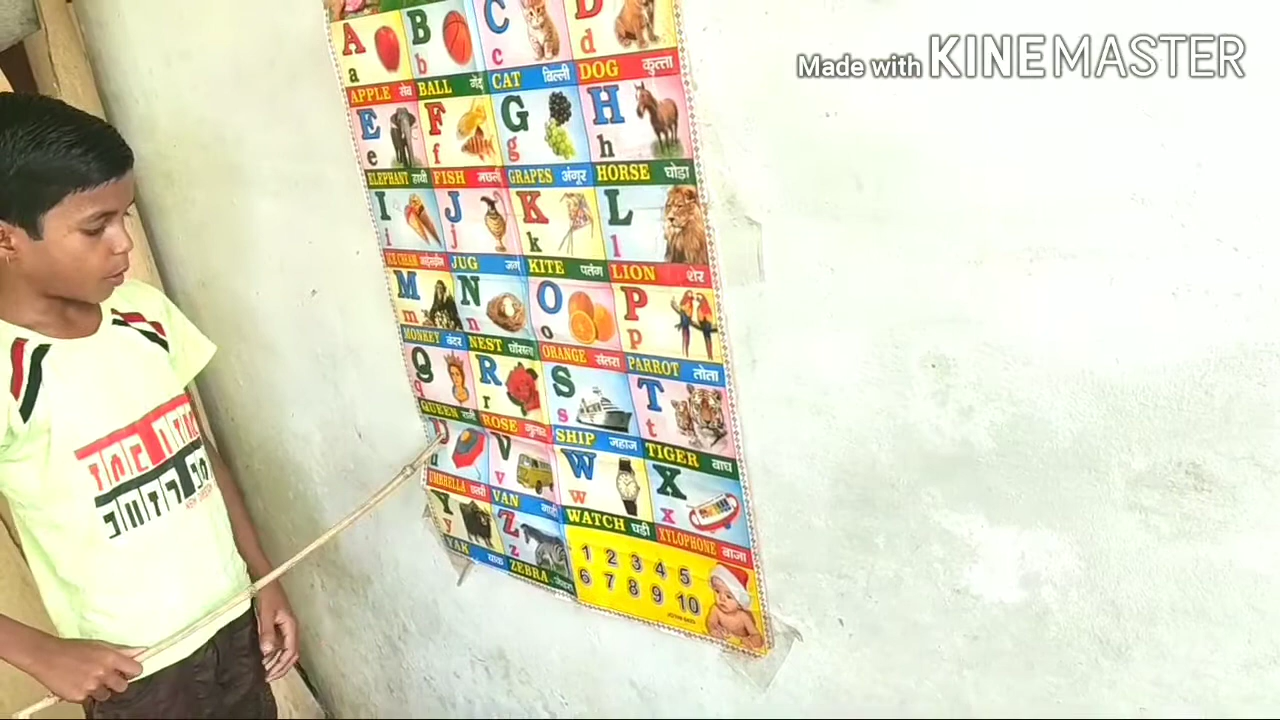 Made with KINEMASTER
A B C D
a b c d
APPLE सेब BALL गेंद CAT बिल्ली DOG कुत्ता
E F G H
e f g h
ELEPHANT हाथी FISH मछली GRAPES अंगूर HORSE घोड़ा
I J K L
i j k l
ICE CREAM JUG जग KITE पतंग LION शेर
M N O P
m n o p
MONKEY बंदर NEST घोंसला ORANGE संतरा PARROT तोता
Q R S T
q r s t
QUEEN रानी ROSE गुलाब SHIP जहाज TIGER बाघ
U V W X
u v w x
UMBRELLA छतरी VAN गाड़ी WATCH घड़ी XYLOPHONE बाजा
Y Z
y z
YAK याक ZEBRA जेबरा
1 2 3 4 5
6 7 8 9 10